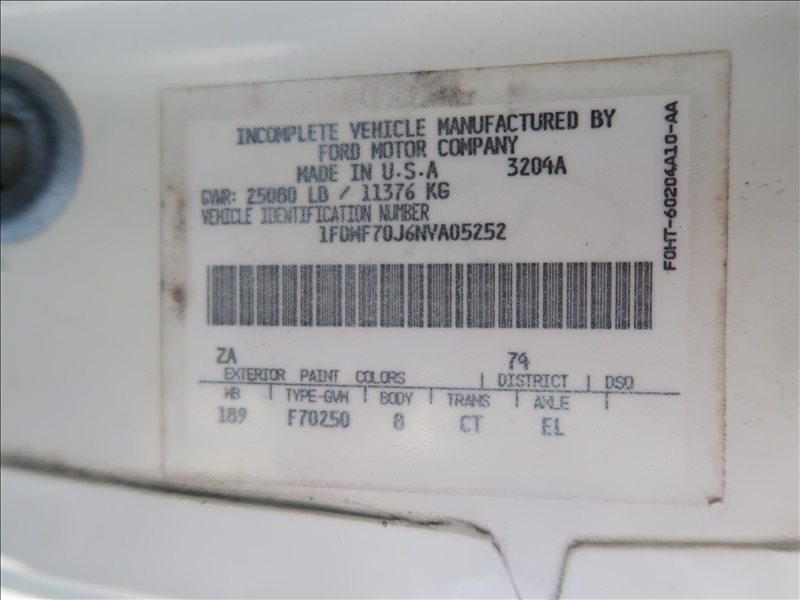 INCOMPLETE VEHICLE MANUFACTURED BY
FORD MOTOR COMPANY
MADE IN U.S.A 3204A
GVWR: 25080 LB / 11376 KG
VEHICLE IDENTIFICATION NUMBER
1FDWF70J6NVA05252
ZA 74
EXTERIOR PAINT COLORS | DISTRICT | DSO
WB | TYPE-GVW | BODY | TRANS | AXLE |
189 F70250 8 CT EL
F0HT-60204A10-AA